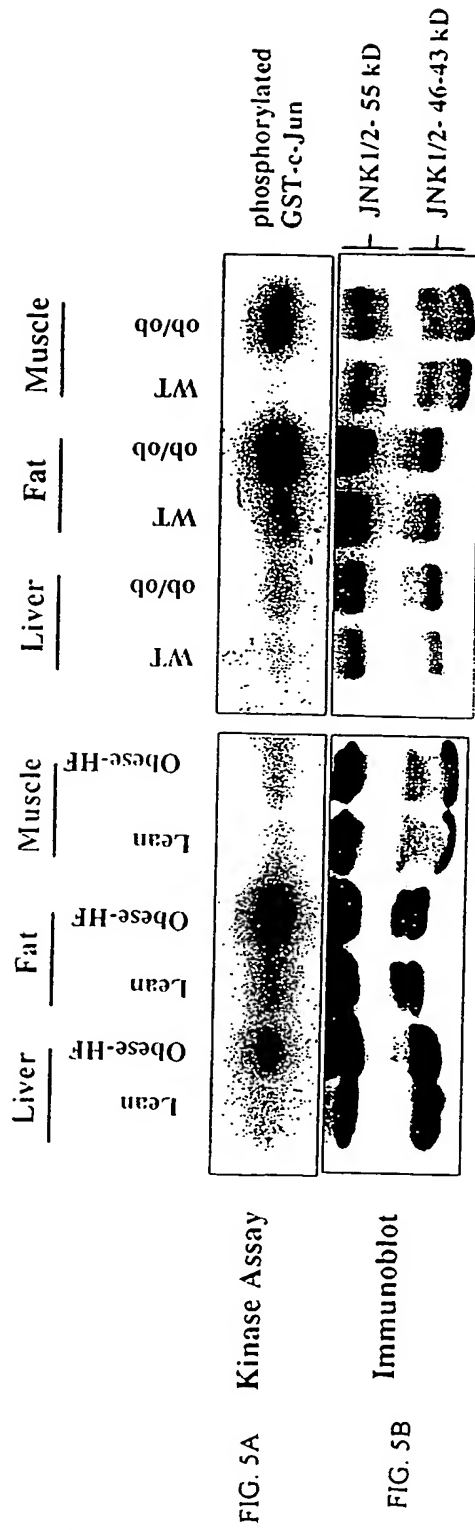 Liver Fat Muscle Liver Fat Muscle
Lean Obese-HF Lean Obese-HF Lean Obese-HF WT ob/ob WT ob/ob WT ob/ob
FIG. 5A Kinase Assay
phosphorylated
GST-c-Jun
FIG. 5B Immunoblot
JNK1/2- 55 kD
JNK1/2- 46-43 kD